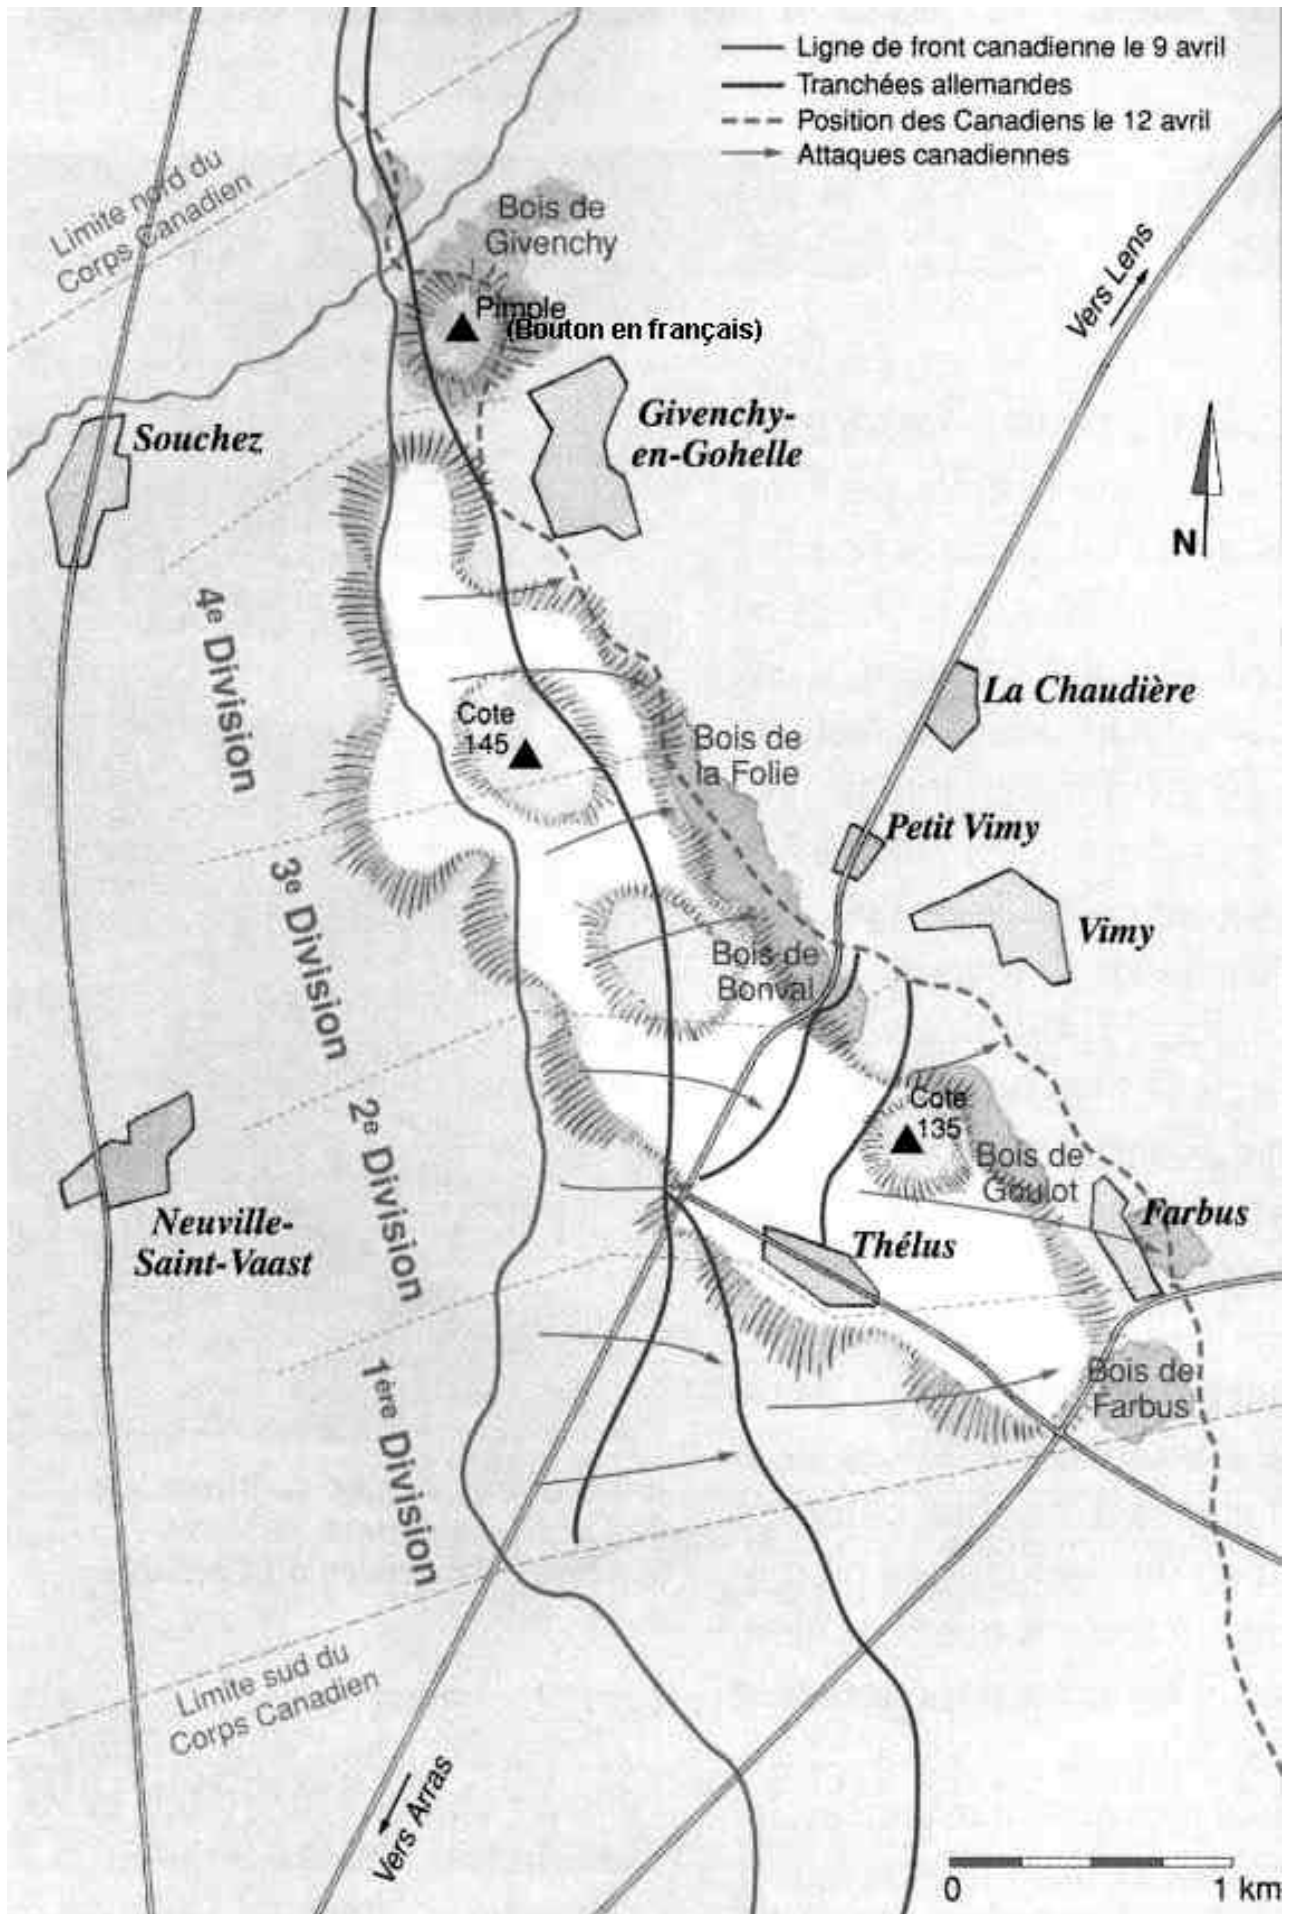 Ligne de front canadienne le 9 avril
Tranchées allemandes
Position des Canadiens le 12 avril
Attaques canadiennes
Limite nord du
Corps Canadien
Bois de
Givenchy
Vers Lens
Pimple
(Bouton en français)
Souchez
Givenchy-
en-Gohelle
N
4e Division
La Chaudière
Cote
145
Bois de
la Folie
Petit Vimy
3e Division
Vimy
Bois de
Bonval
2e Division
Cote
135
Bois de
Goulot
Neuville-
Saint-Vaast
Thélus
Farbus
1ère Division
Bois de
Farbus
Limite sud du
Corps Canadien
Vers Arras
0 1 km